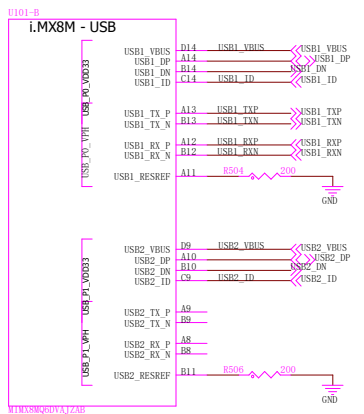 U101-B
i.MX8M - USB
USB_P0_VDD33
USB_P0_VPH
USB1_VBUS D14 USB1_VBUS USB1_VBUS
USB1_DP A14 USB1_DP
USB1_DN B14 USB1_DN
USB1_ID C14 USB1_ID USB1_ID
USB1_TX_P A13 USB1_TXP USB1_TXP
USB1_TX_N B13 USB1_TXN USB1_TXN
USB1_RX_P A12 USB1_RXP USB1_RXP
USB1_RX_N B12 USB1_RXN USB1_RXN
USB1_RESREF A11 R504 200
GND
USB_P1_VDD33
USB_P1_VPH
USB2_VBUS D9 USB2_VBUS USB2_VBUS
USB2_DP A10 USB2_DP
USB2_DN B10 USB2_DN
USB2_ID C9 USB2_ID USB2_ID
USB2_TX_P A9
USB2_TX_N B9
USB2_RX_P A8
USB2_RX_N B8
USB2_RESREF B11 R506 200
GND
MIMX8MQ6DVAJZAB